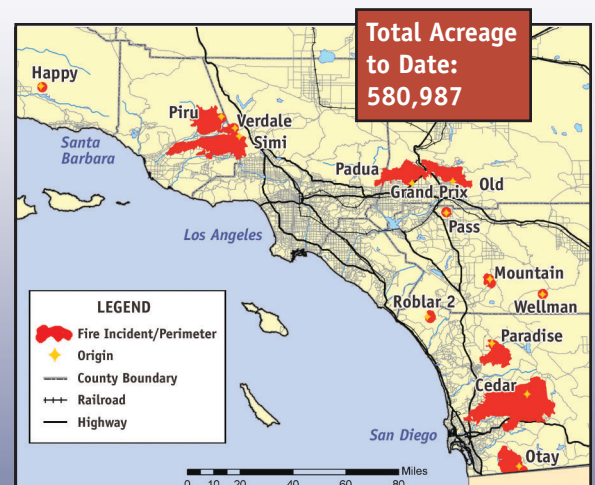 Total Acreage
to Date:
580,987
Happy
Piru
Verdale
Simi
Santa
Barbara
Padua
Grand Prix
Old
Pass
Los Angeles
Mountain
Wellman
Roblar 2
Paradise
Cedar
San Diego
Otay
LEGEND
Fire Incident/Perimeter
Origin
County Boundary
Railroad
Highway
Miles
0 10 20 40 60 80